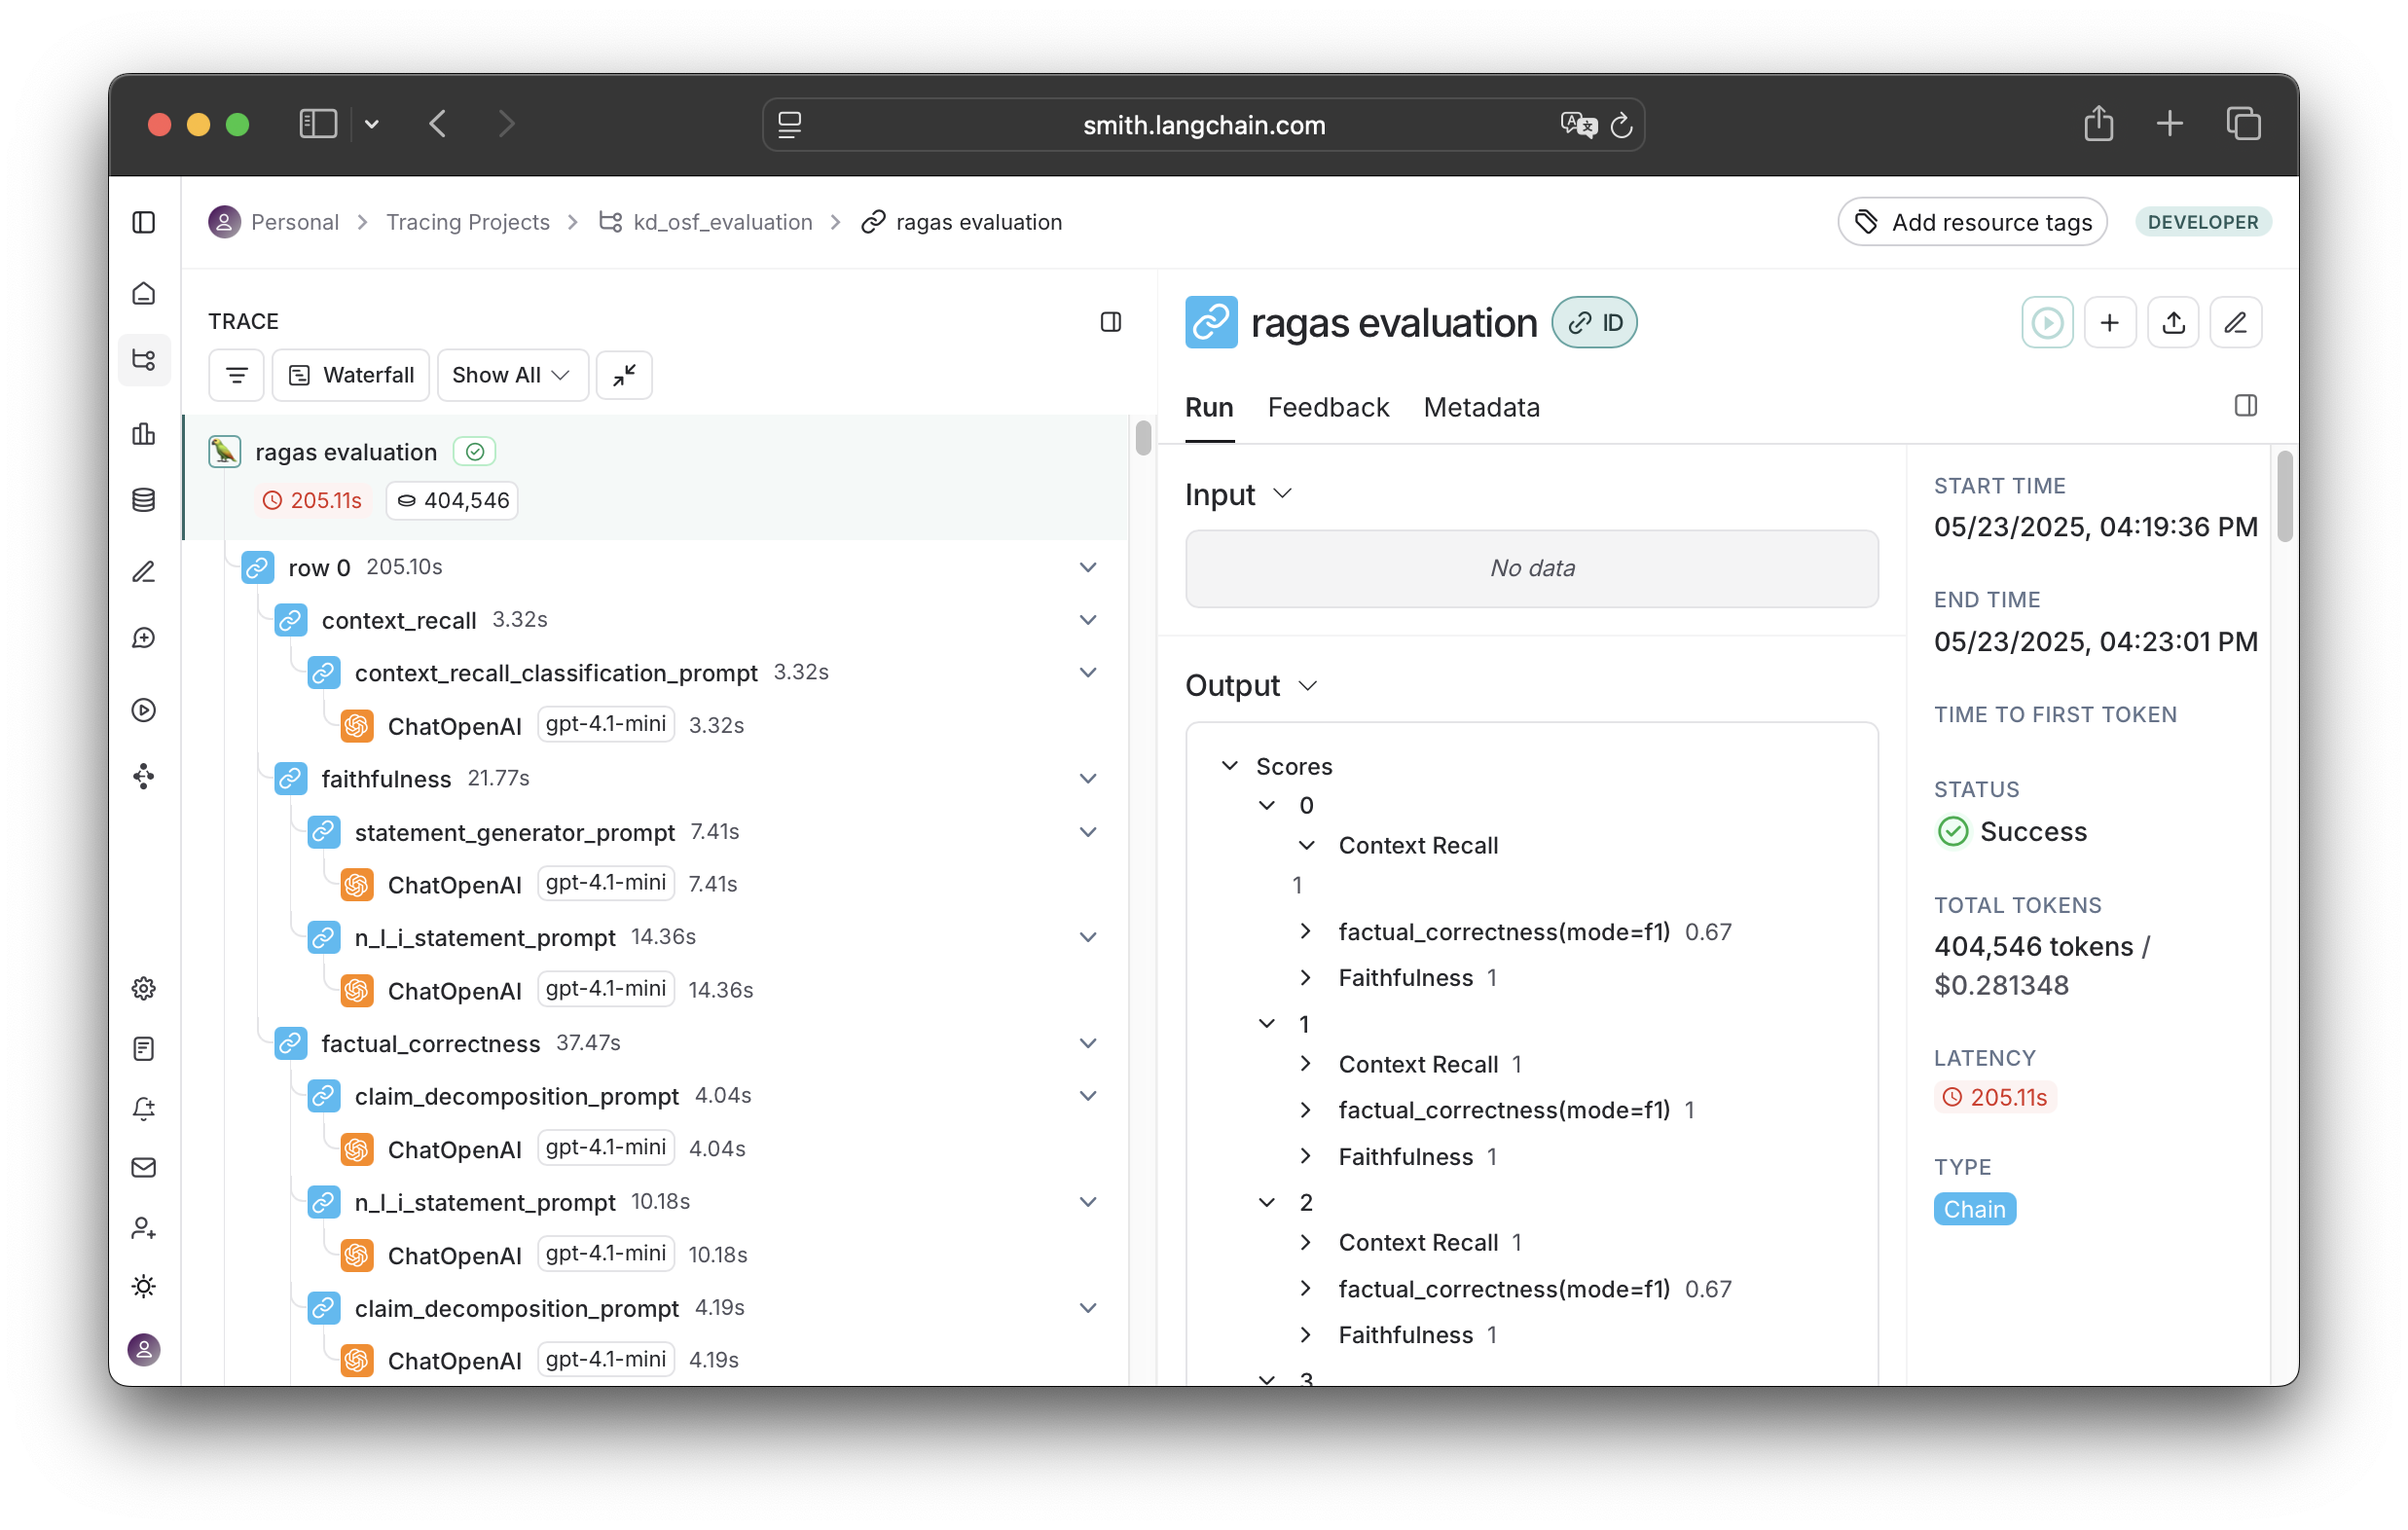 smith.langchain.com
Personal > Tracing Projects > kd_osf_evaluation > ragas evaluation
Add resource tags
DEVELOPER
TRACE
Waterfall
Show All
ragas evaluation
205.11s
404,546
row 0 205.10s
context_recall 3.32s
context_recall_classification_prompt 3.32s
ChatOpenAI gpt-4.1-mini 3.32s
faithfulness 21.77s
statement_generator_prompt 7.41s
ChatOpenAI gpt-4.1-mini 7.41s
n_l_i_statement_prompt 14.36s
ChatOpenAI gpt-4.1-mini 14.36s
factual_correctness 37.47s
claim_decomposition_prompt 4.04s
ChatOpenAI gpt-4.1-mini 4.04s
n_l_i_statement_prompt 10.18s
ChatOpenAI gpt-4.1-mini 10.18s
claim_decomposition_prompt 4.19s
ChatOpenAI gpt-4.1-mini 4.19s
ragas evaluation
ID
Run Feedback Metadata
Input
No data
Output
Scores
0
Context Recall
1
factual_correctness(mode=f1) 0.67
Faithfulness 1
1
Context Recall 1
factual_correctness(mode=f1) 1
Faithfulness 1
2
Context Recall 1
factual_correctness(mode=f1) 0.67
Faithfulness 1
3
START TIME
05/23/2025, 04:19:36 PM
END TIME
05/23/2025, 04:23:01 PM
TIME TO FIRST TOKEN
STATUS
Success
TOTAL TOKENS
404,546 tokens /
$0.281348
LATENCY
205.11s
TYPE
Chain